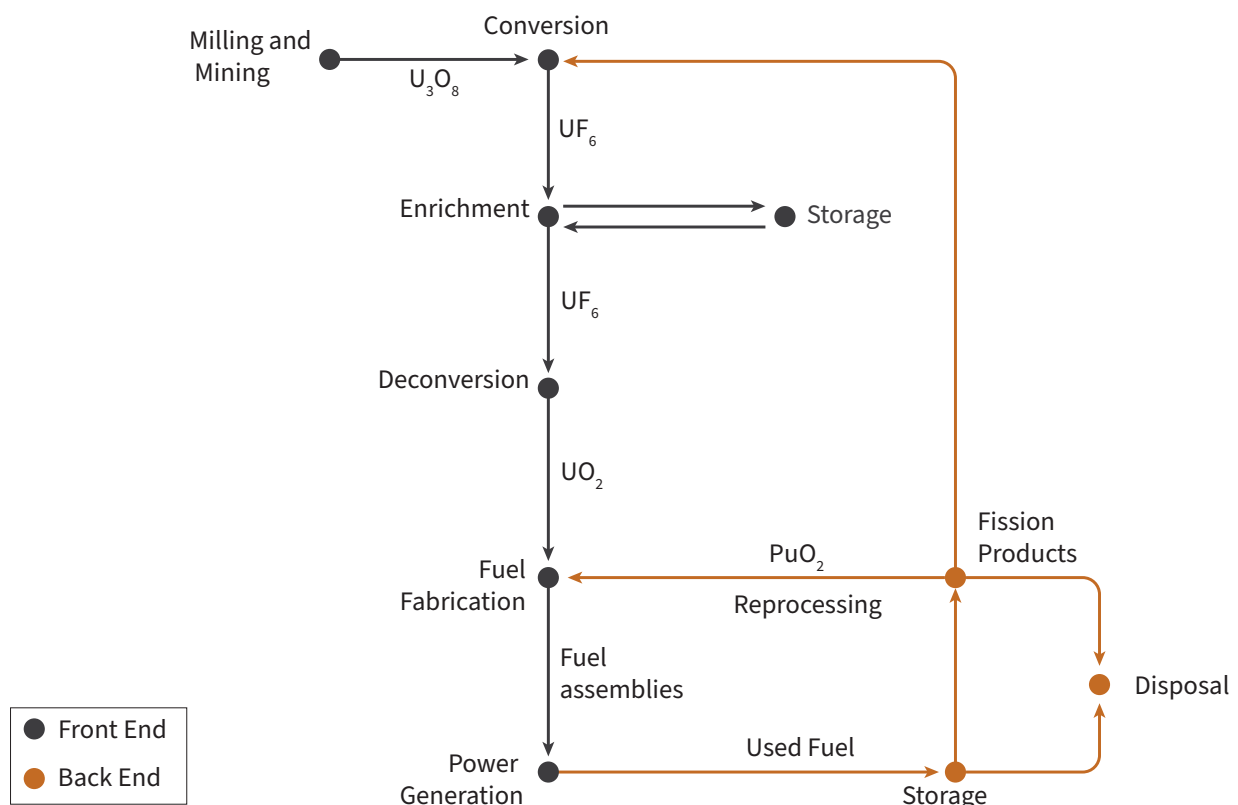 Conversion
Milling and
Mining
U₃O₈
UF₆
Enrichment
Storage
UF₆
Deconversion
UO₂
Fission
Products
PuO₂
Fuel
Fabrication
Reprocessing
Fuel
assemblies
Disposal
Front End
Used Fuel
Back End
Power
Generation
Storage